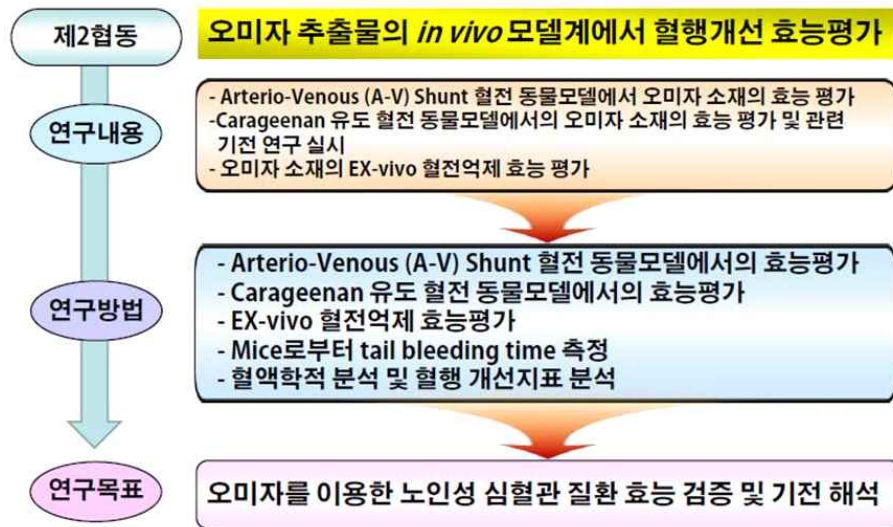 제2협동
오미자 추출물의 in vivo 모델계에서 혈행개선 효능평가
연구내용
- Arterio-Venous (A-V) Shunt 혈전 동물모델에서 오미자 소재의 효능 평가
-Carageenan 유도 혈전 동물모델에서의 오미자 소재의 효능 평가 및 관련
기전 연구 실시
- 오미자 소재의 EX-vivo 혈전억제 효능 평가
연구방법
- Arterio-Venous (A-V) Shunt 혈전 동물모델에서의 효능평가
- Carageenan 유도 혈전 동물모델에서의 효능평가
- EX-vivo 혈전억제 효능평가
- Mice로부터 tail bleeding time 측정
- 혈액학적 분석 및 혈행 개선지표 분석
연구목표
오미자를 이용한 노인성 심혈관 질환 효능 검증 및 기전 해석